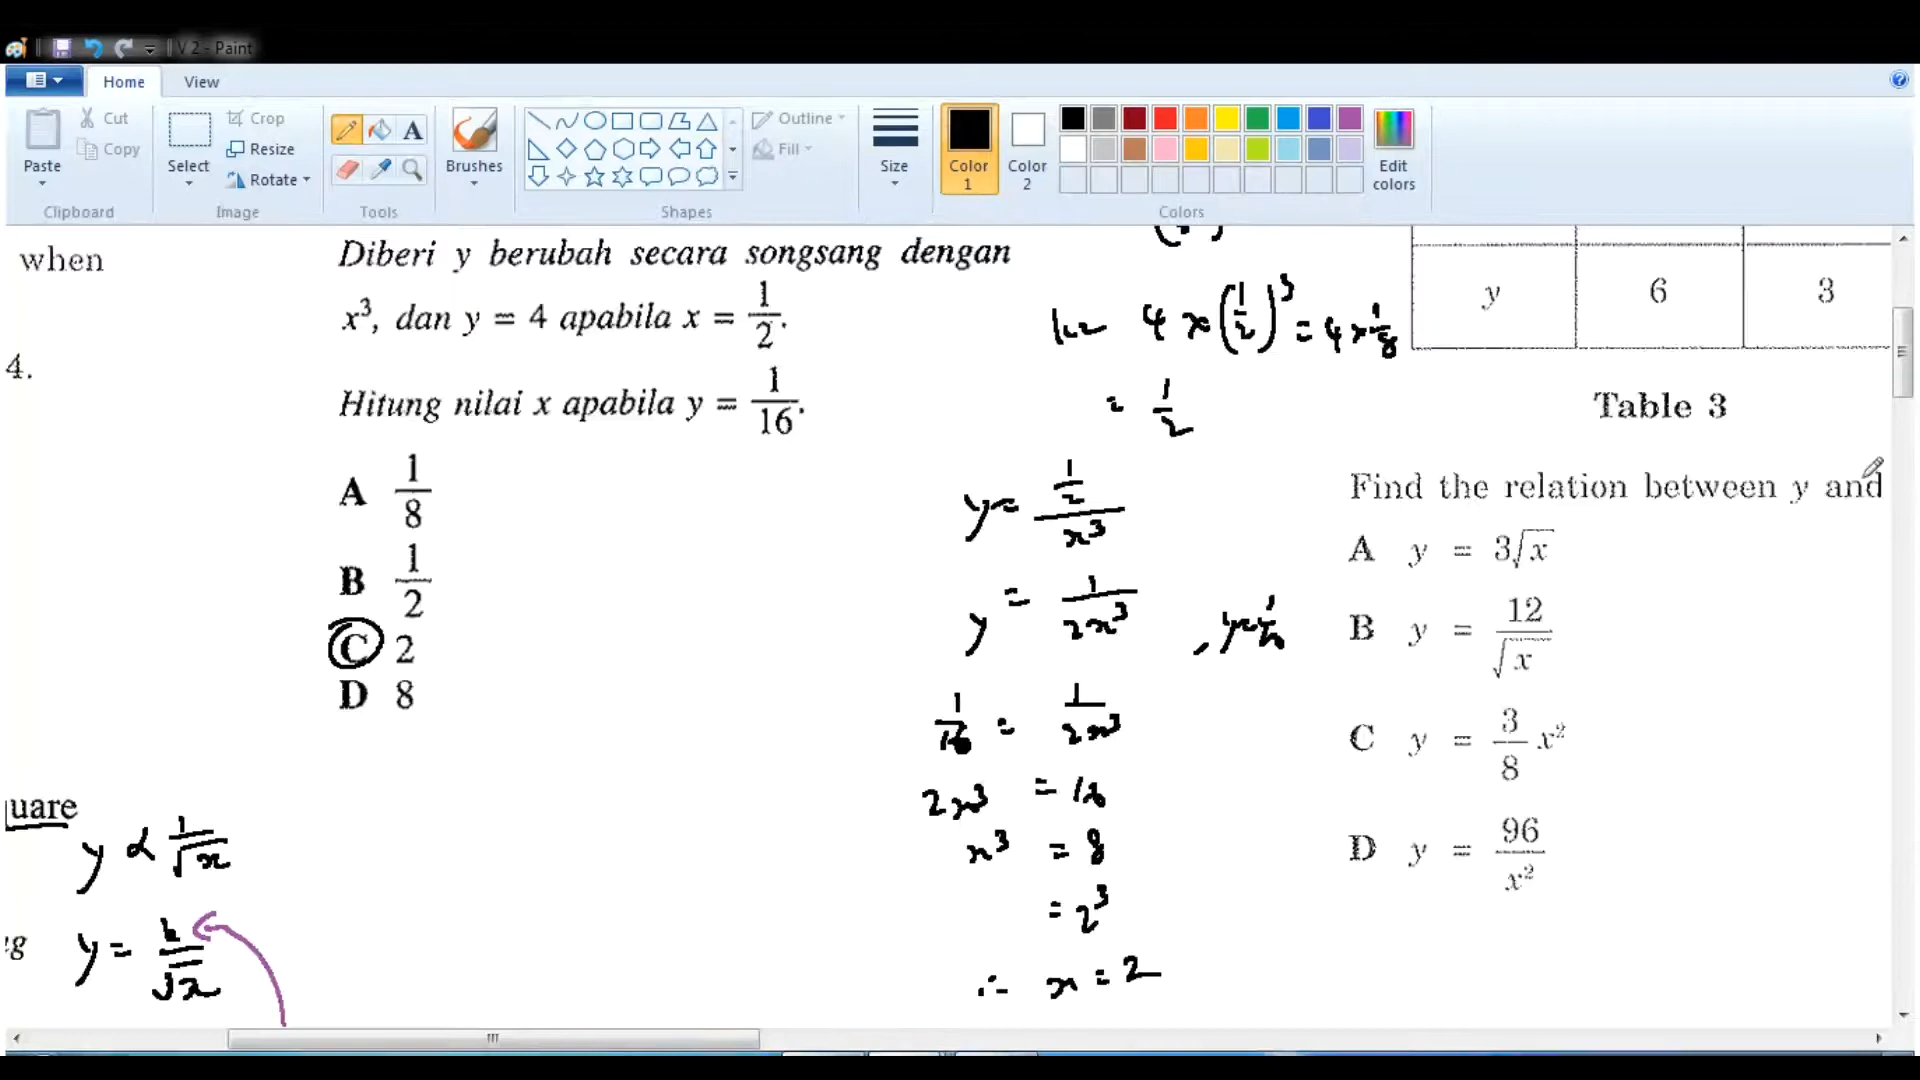 V 2 - Paint
Home View
Paste
Cut
Copy
Clipboard
Select
Crop
Resize
Rotate
Image
A
Tools
Brushes
Shapes
Outline
Fill
Size
Color 1
Color 2
Edit colors
Colors
when
4.
uare
y ∝ 1/√x
y = k/√x
Diberi y berubah secara songsang dengan
x³, dan y = 4 apabila x = 1/2.
Hitung nilai x apabila y = 1/16.
A 1/8
B 1/2
C 2
D 8
k = 4 × (1/2)³ = 4 × 1/8
= 1/2
y = 1/2 / x³
y = 1/2x³ , y = 1/16
1/16 = 1/2x³
2x³ = 16
x³ = 8
= 2³
∴ x = 2
y 6 3
Table 3
Find the relation between y and
A y = 3√x
B y = 12/√x
C y = 3/8 x²
D y = 96/x²